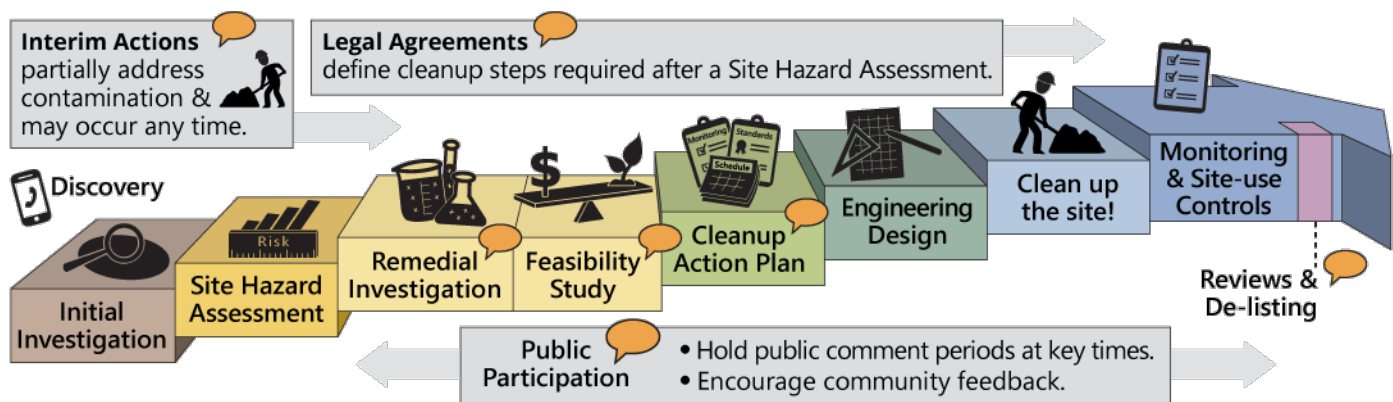 Interim Actions
partially address
contamination &
may occur any time.
Legal Agreements
define cleanup steps required after a Site Hazard Assessment.
Discovery
Initial
Investigation
Risk
Site Hazard
Assessment
Remedial
Investigation
$
Feasibility
Study
Monitoring
Standards
Schedule
Cleanup
Action Plan
Engineering
Design
Clean up
the site!
Monitoring
& Site-use
Controls
Reviews &
De-listing
Public
Participation
• Hold public comment periods at key times.
• Encourage community feedback.